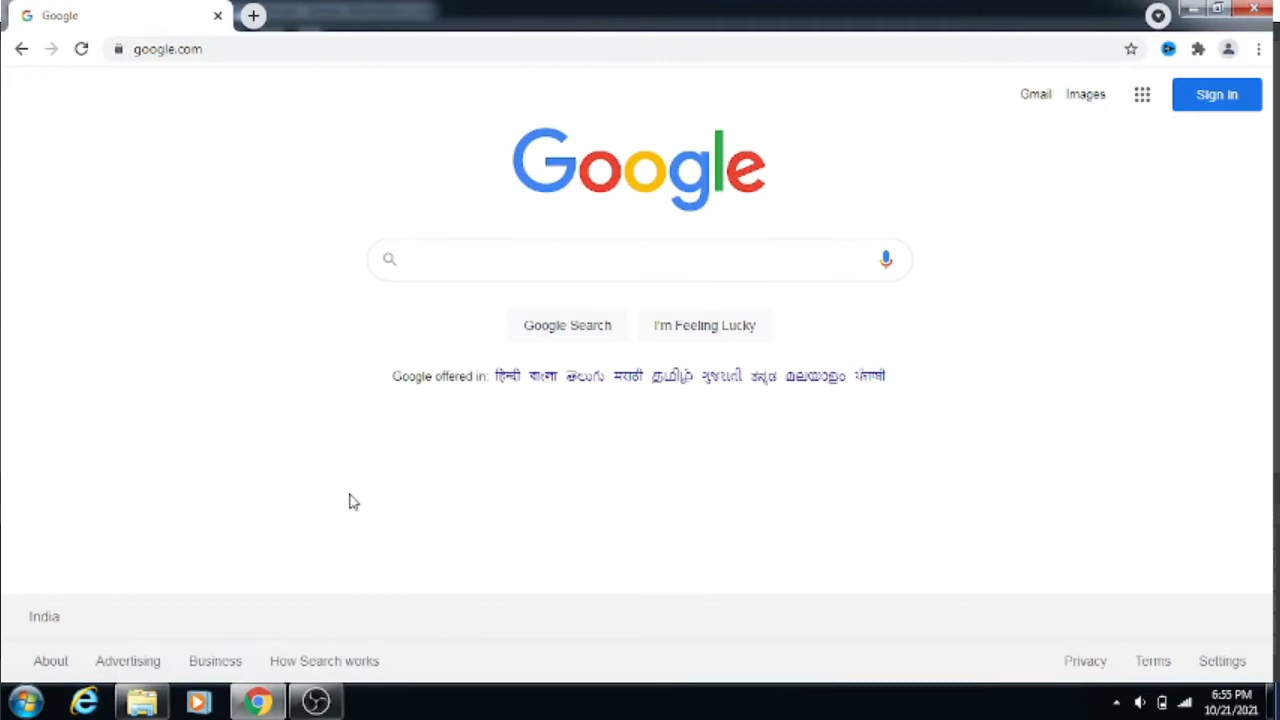 Google
google.com
Gmail Images Sign in
Google
Google Search I'm Feeling Lucky
Google offered in: हिन्दी বাংলা తెలుగు मराठी தமிழ் ગુજરાતી ಕನ್ನಡ മലയാളം ਪੰਜਾਬੀ
India
About Advertising Business How Search works Privacy Terms Settings
6:55 PM
10/21/2021